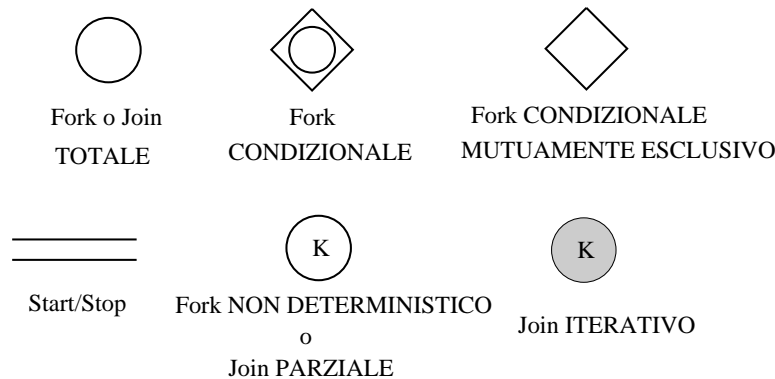 Fork o Join
TOTALE
Fork
CONDIZIONALE
Fork CONDIZIONALE
MUTUAMENTE ESCLUSIVO
Start/Stop
K
Fork NON DETERMINISTICO
o
Join PARZIALE
K
Join ITERATIVO